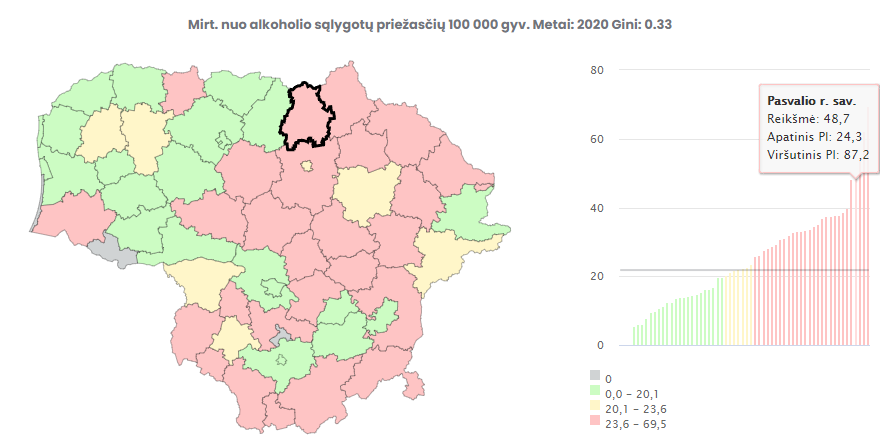 Mirt. nuo alkoholio sąlygotų priežasčių 100 000 gyv. Metai: 2020 Gini: 0.33
80
60
40
20
0
Pasvalio r. sav.
Reikšmė: 48,7
Apatinis PI: 24,3
Viršutinis PI: 87,2
0
0,0 – 20,1
20,1 – 23,6
23,6 – 69,5